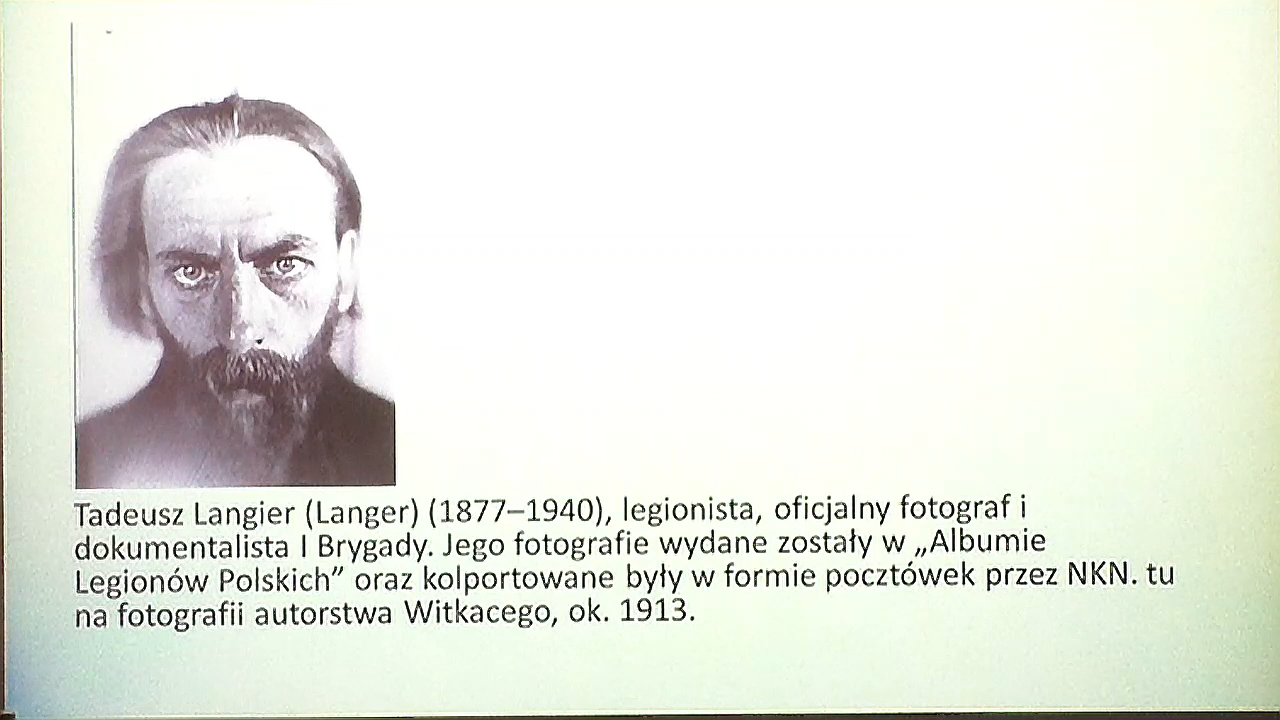 Tadeusz Langier (Langer) (1877–1940), legionista, oficjalny fotograf i
dokumentalista I Brygady. Jego fotografie wydane zostały w „Albumie
Legionów Polskich” oraz kolportowane były w formie pocztówek przez NKN. tu
na fotografii autorstwa Witkacego, ok. 1913.